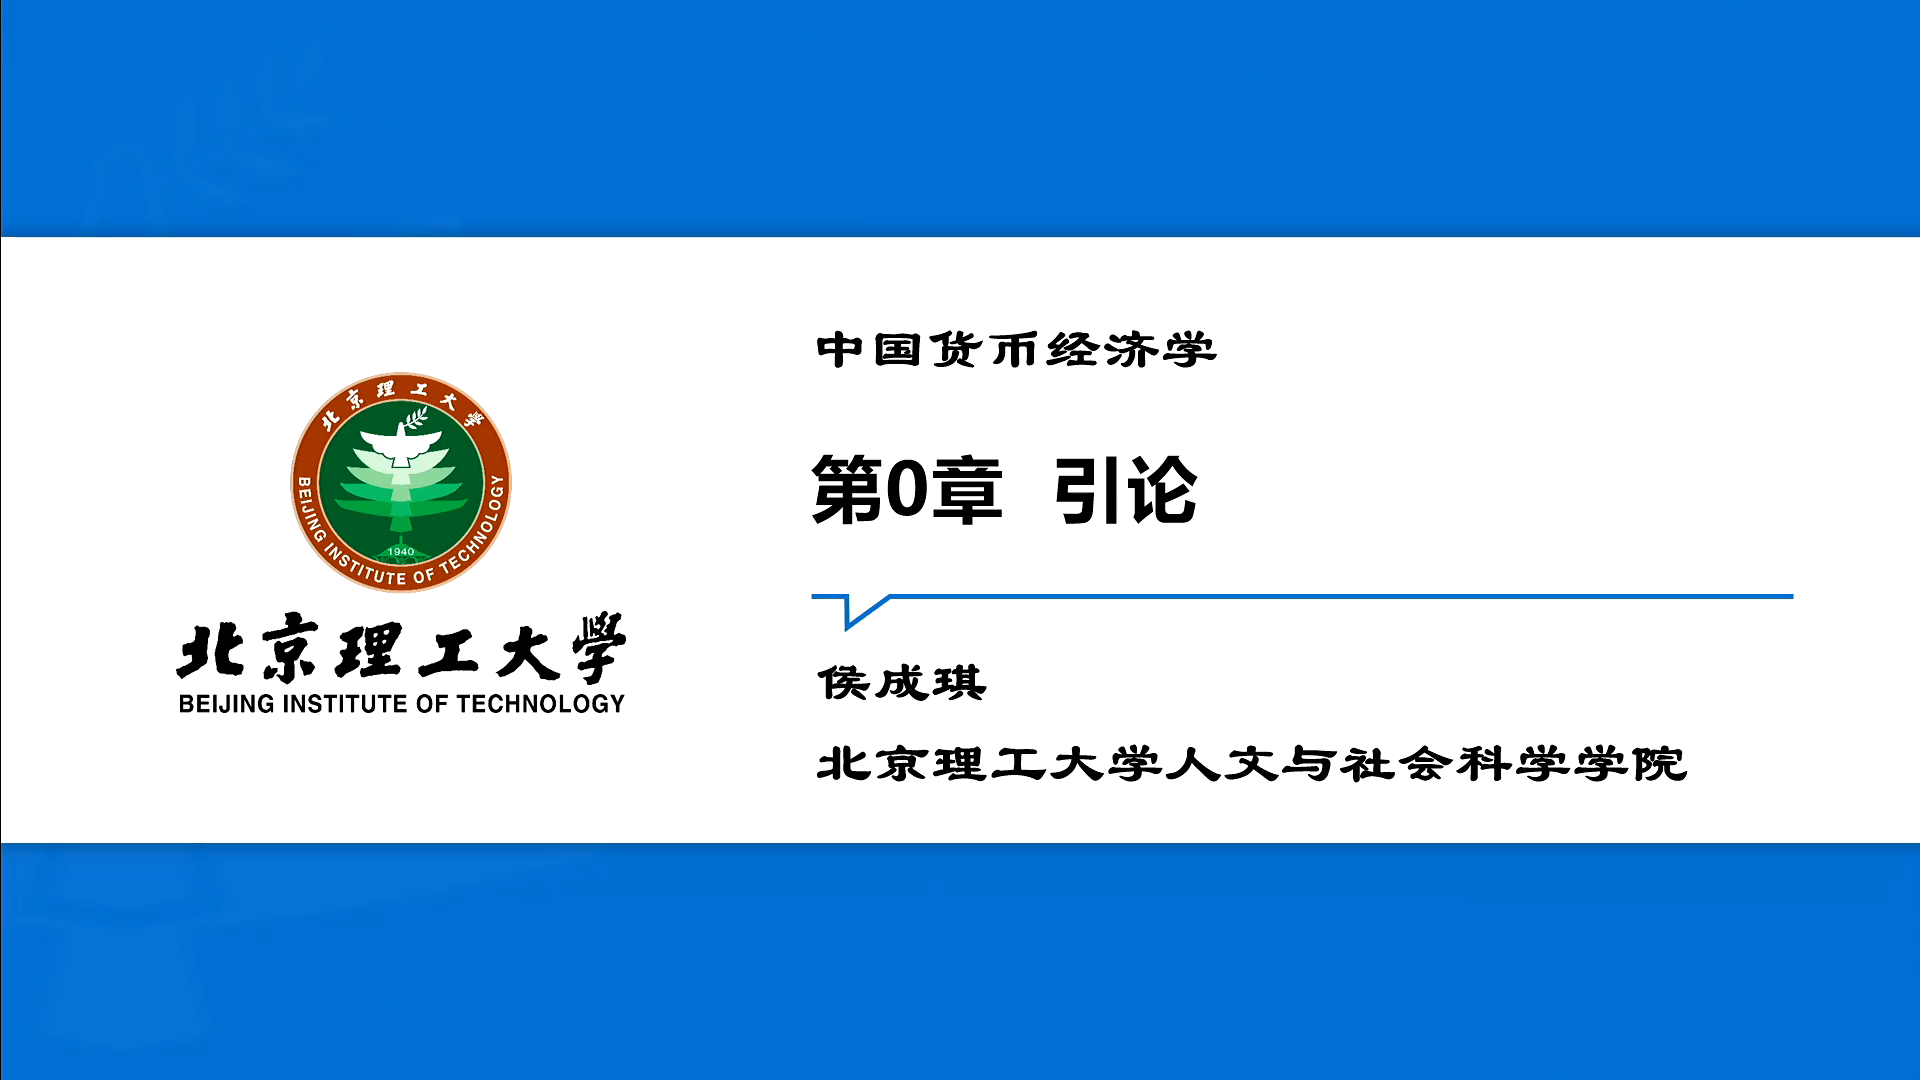 北京理工大學
BEIJING INSTITUTE OF TECHNOLOGY
1940
北京理工大學
BEIJING INSTITUTE OF TECHNOLOGY
中国货币经济学
第0章 引论
侯成琪
北京理工大学人文与社会科学学院